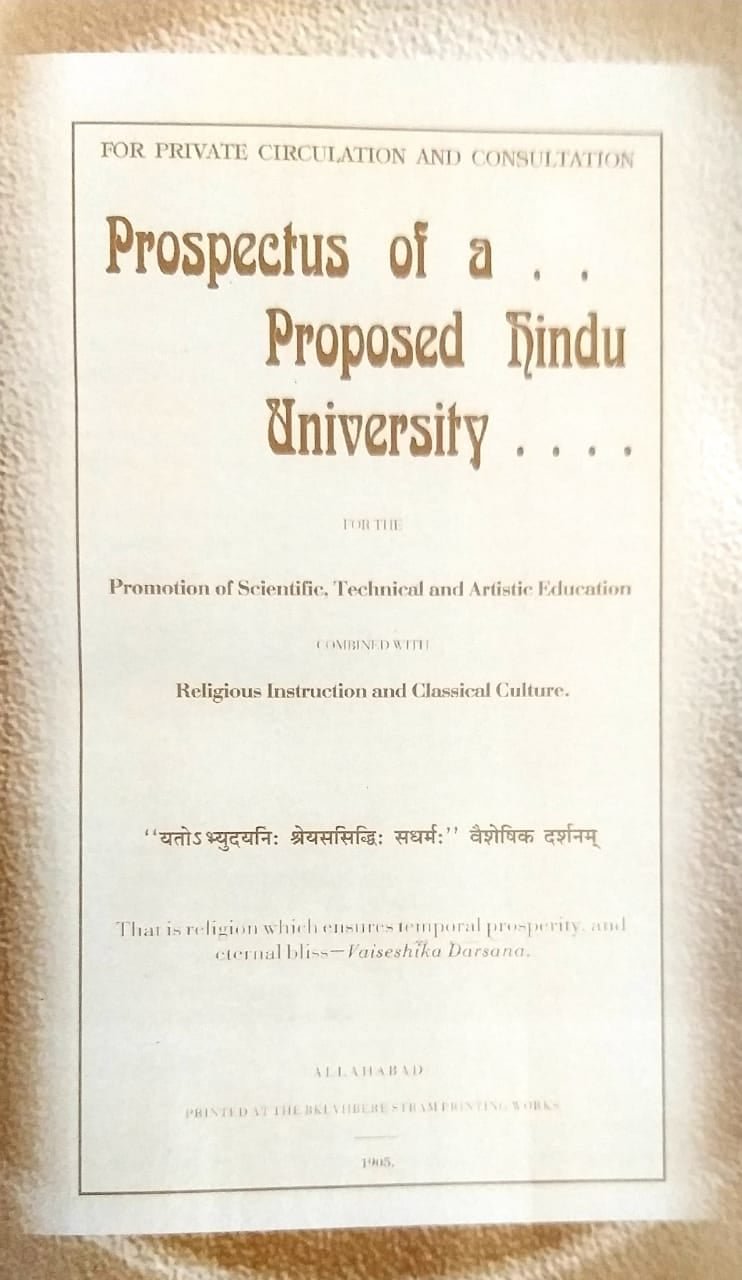 FOR PRIVATE CIRCULATION AND CONSULTATION
Prospectus of a . .
Proposed Hindu
University . . . .
FOR THE
Promotion of Scientific, Technical and Artistic Education
COMBINED WITH
Religious Instruction and Classical Culture.
“यतोऽभ्युदयनिः श्रेयससिद्धिः सधर्मः” वैशेषिक दर्शनम्
That is religion which ensures temporal prosperity, and
eternal bliss—Vaiseshika Darsana.
ALLAHABAD
PRINTED AT THE PRINTING WORKS
1905.